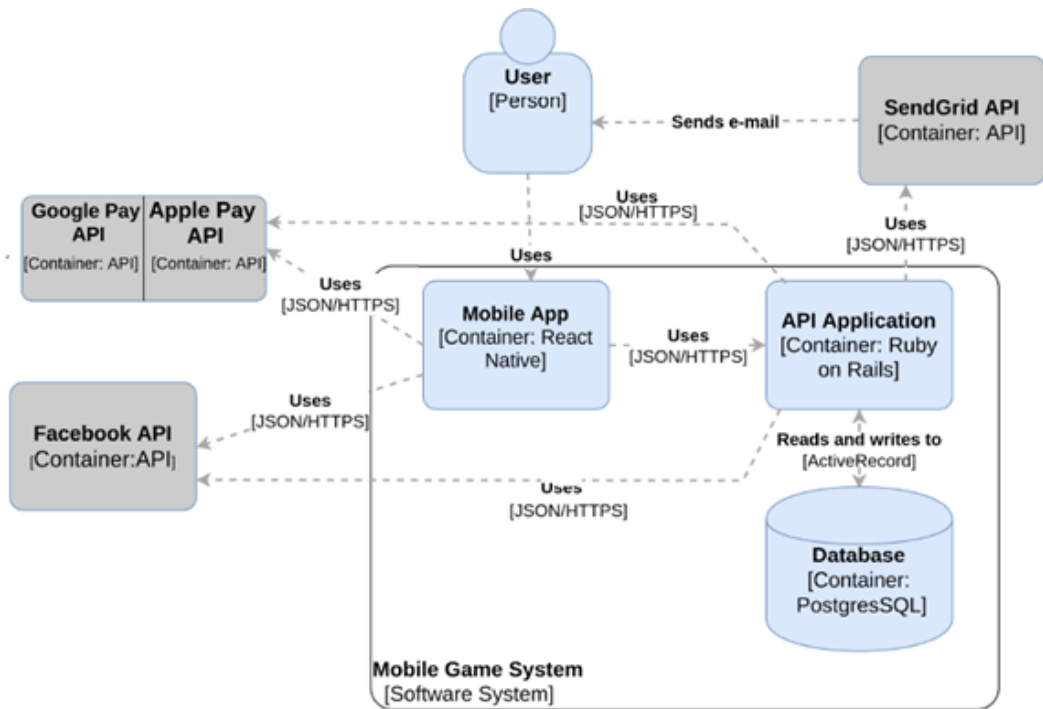 User
[Person]
SendGrid API
[Container: API]
Sends e-mail
Google Pay
API
[Container: API]
Apple Pay
API
[Container: API]
Uses
[JSON/HTTPS]
Uses
[JSON/HTTPS]
Uses
Uses
[JSON/HTTPS]
Mobile App
[Container: React
Native]
Uses
[JSON/HTTPS]
API Application
[Container: Ruby
on Rails]
Facebook API
[Container:API]
Uses
[JSON/HTTPS]
Reads and writes to
[ActiveRecord]
Uses
[JSON/HTTPS]
Database
[Container:
PostgresSQL]
Mobile Game System
[Software System]